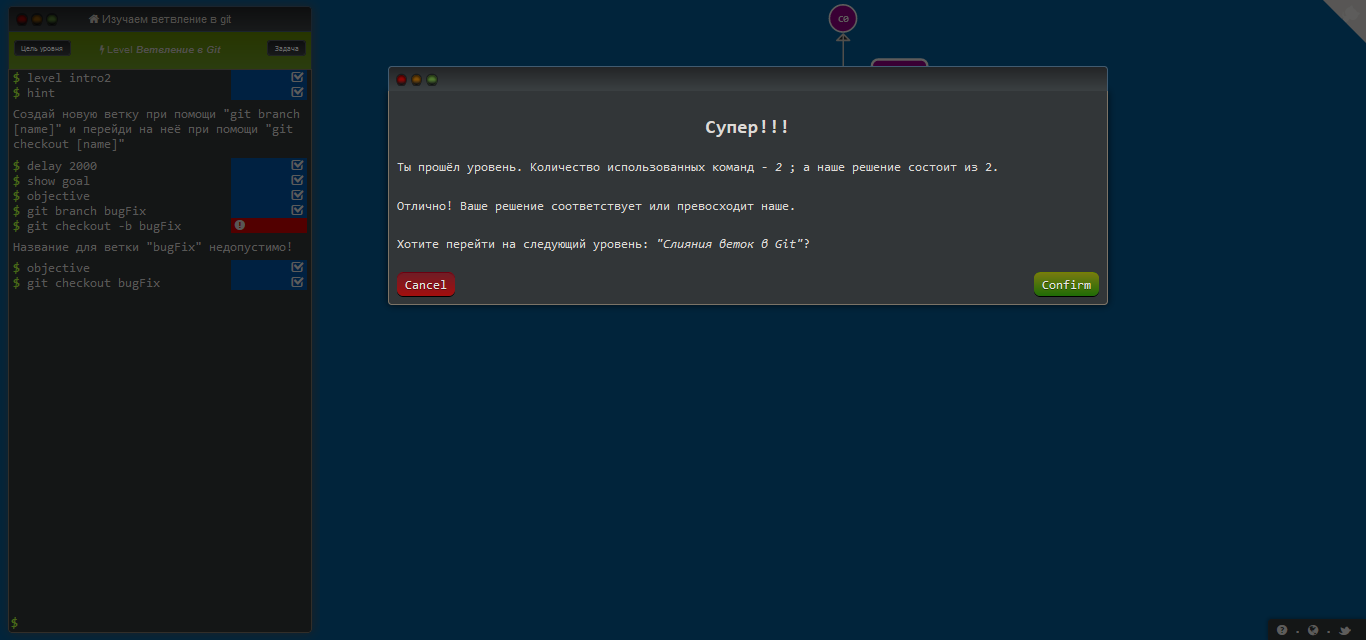 Изучаем ветвление в git
Цель уровня
Level Ветвление в Git
Задача
$ level intro2
$ hint
Создай новую ветку при помощи "git branch
[name]" и перейди на неё при помощи "git
checkout [name]"
$ delay 2000
$ show goal
$ objective
$ git branch bugFix
$ git checkout -b bugFix
Название для ветки "bugFix" недопустимо!
$ objective
$ git checkout bugFix
$
C0
Супер!!!
Ты прошёл уровень. Количество использованных команд - 2 ; а наше решение состоит из 2.
Отлично! Ваше решение соответствует или превосходит наше.
Хотите перейти на следующий уровень: "Слияния веток в Git"?
Cancel
Confirm